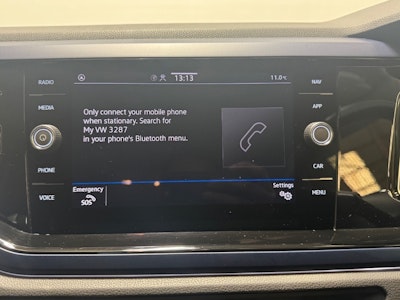 RADIO
MEDIA
PHONE
VOICE
13:13
11.0°C
Only connect your mobile phone
when stationary. Search for
My VW 3287
in your phone's Bluetooth menu.
Emergency
SOS
Settings
NAV
APP
CAR
MENU